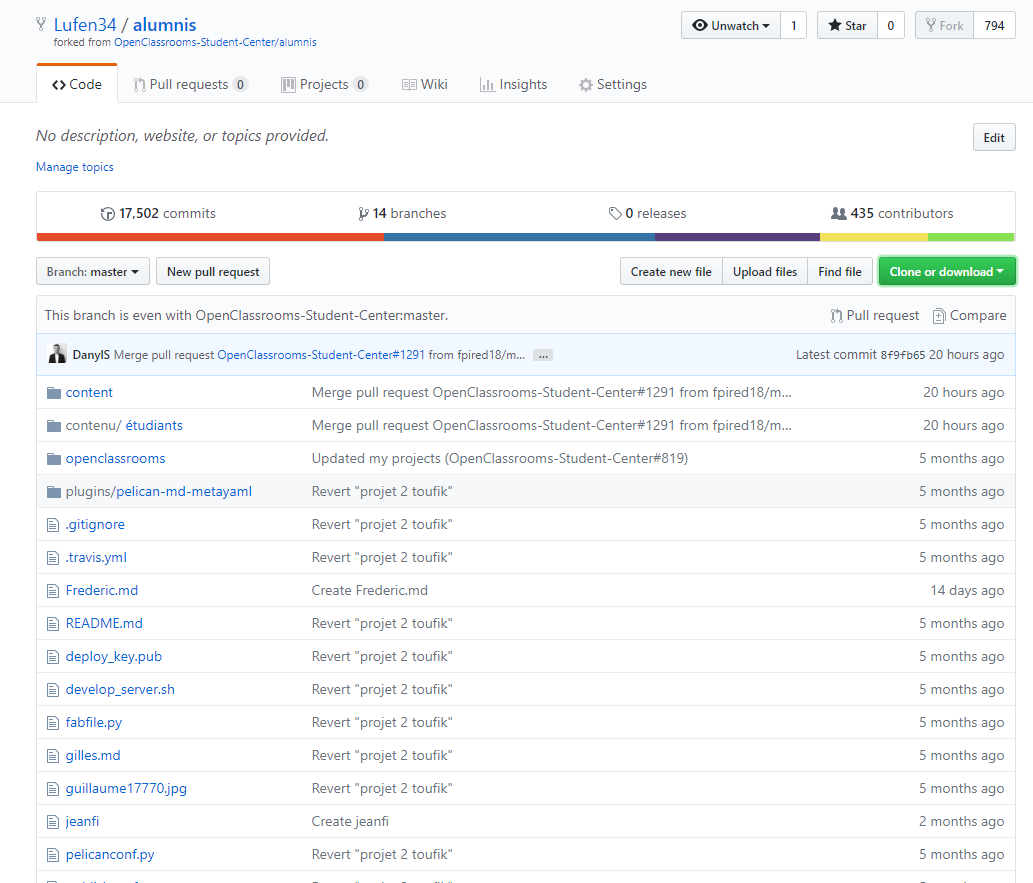 Lufen34 / alumnis
forked from OpenClassrooms-Student-Center/alumnis
Unwatch 1 Star 0 Fork 794
Code Pull requests 0 Projects 0 Wiki Insights Settings
No description, website, or topics provided. Edit
Manage topics
17,502 commits 14 branches 0 releases 435 contributors
Branch: master New pull request Create new file Upload files Find file Clone or download
This branch is even with OpenClassrooms-Student-Center:master. Pull request Compare
DanylS Merge pull request OpenClassrooms-Student-Center#1291 from fpired18/m... ... Latest commit 8f9fb65 20 hours ago
content Merge pull request OpenClassrooms-Student-Center#1291 from fpired18/m... 20 hours ago
contenu/ étudiants Merge pull request OpenClassrooms-Student-Center#1291 from fpired18/m... 20 hours ago
openclassrooms Updated my projects (OpenClassrooms-Student-Center#819) 5 months ago
plugins/pelican-md-metayaml Revert "projet 2 toufik" 5 months ago
.gitignore Revert "projet 2 toufik" 5 months ago
.travis.yml Revert "projet 2 toufik" 5 months ago
Frederic.md Create Frederic.md 14 days ago
README.md Revert "projet 2 toufik" 5 months ago
deploy_key.pub Revert "projet 2 toufik" 5 months ago
develop_server.sh Revert "projet 2 toufik" 5 months ago
fabfile.py Revert "projet 2 toufik" 5 months ago
gilles.md Revert "projet 2 toufik" 5 months ago
guillaume17770.jpg Revert "projet 2 toufik" 5 months ago
jeanfi Create jeanfi 2 months ago
pelicanconf.py Revert "projet 2 toufik" 5 months ago